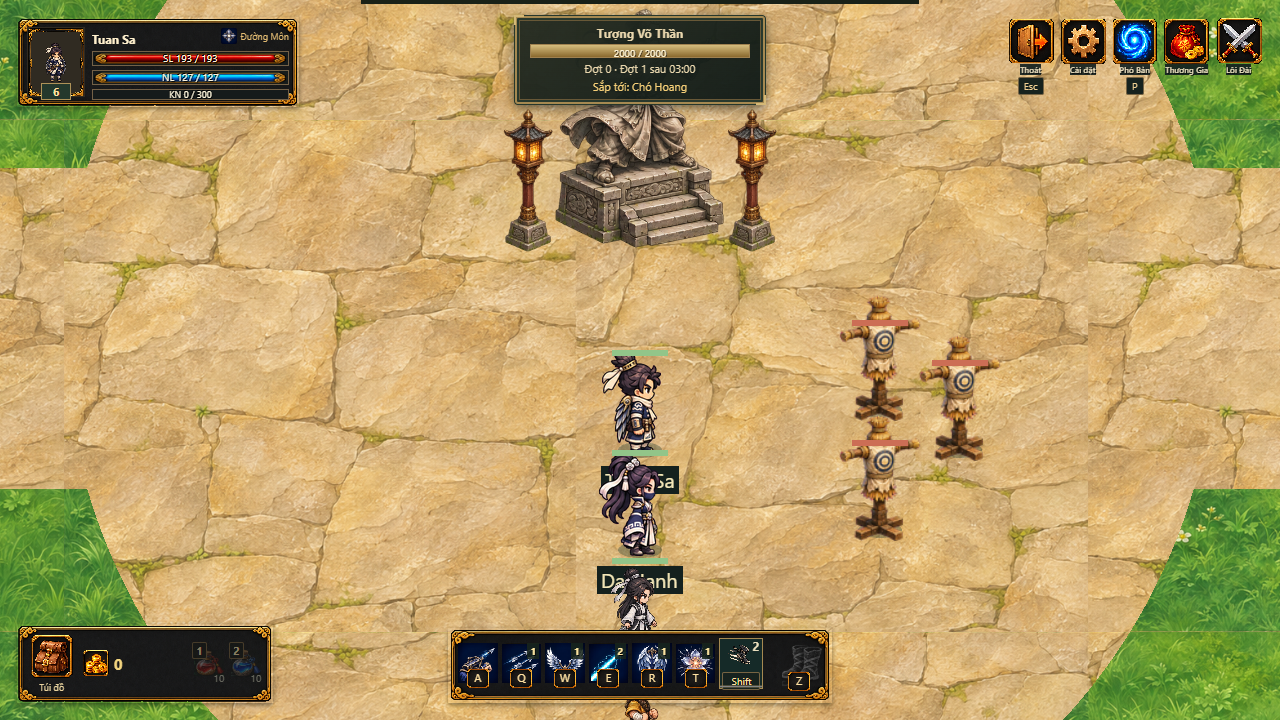 Tuan Sa
Đường Môn
SL 193 / 193
NL 127 / 127
KN 0 / 300
6
Tượng Võ Thần
2000 / 2000
Đợt 0 · Đợt 1 sau 03:00
Sắp tới: Chó Hoang
Thoát
Cài đặt
Phó Bản
Thương Gia
Lôi Đài
Esc
P
Sa
Túi đồ
0
1
10
2
10
A
1
Q
1
W
2
E
1
R
1
T
2
Shift
Z